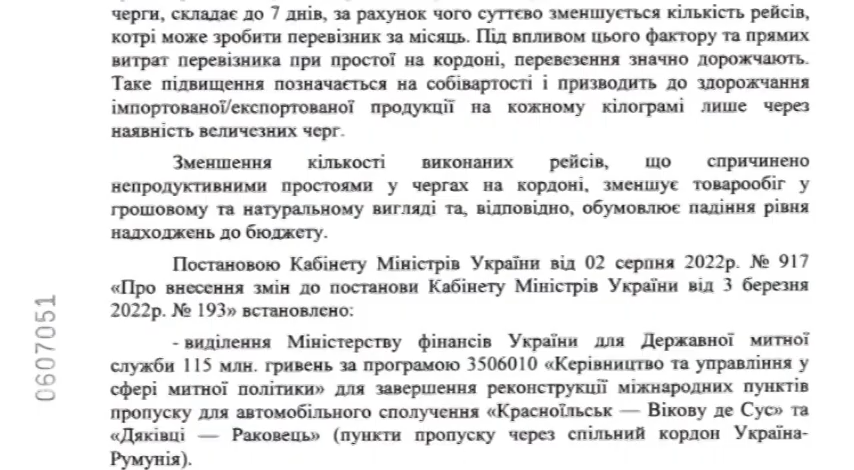 черги, складає до 7 днів, за рахунок чого суттєво зменшується кількість рейсів,
котрі може зробити перевізник за місяць. Під впливом цього фактору та прямих
витрат перевізника при простої на кордоні, перевезення значно дорожчають.
Таке підвищення позначається на собівартості і призводить до здорожчання
імпортованої/експортованої продукції на кожному кілограмі лише через
наявність величезних черг.
Зменшення кількості виконаних рейсів, що спричинено
непродуктивними простоями у чергах на кордоні, зменшує товарообіг у
грошовому та натуральному вигляді та, відповідно, обумовлює падіння рівня
надходжень до бюджету.
Постановою Кабінету Міністрів України від 02 серпня 2022р. № 917
«Про внесення змін до постанови Кабінету Міністрів України від 3 березня
2022р. № 193» встановлено:
- виділення Міністерству фінансів України для Державної митної
служби 115 млн. гривень за програмою 3506010 «Керівництво та управління у
сфері митної політики» для завершення реконструкції міжнародних пунктів
пропуску для автомобільного сполучення «Красноїльськ — Вікову де Сус» та
«Дяківці — Раковець» (пункти пропуску через спільний кордон Україна-
Румунія).
0607051